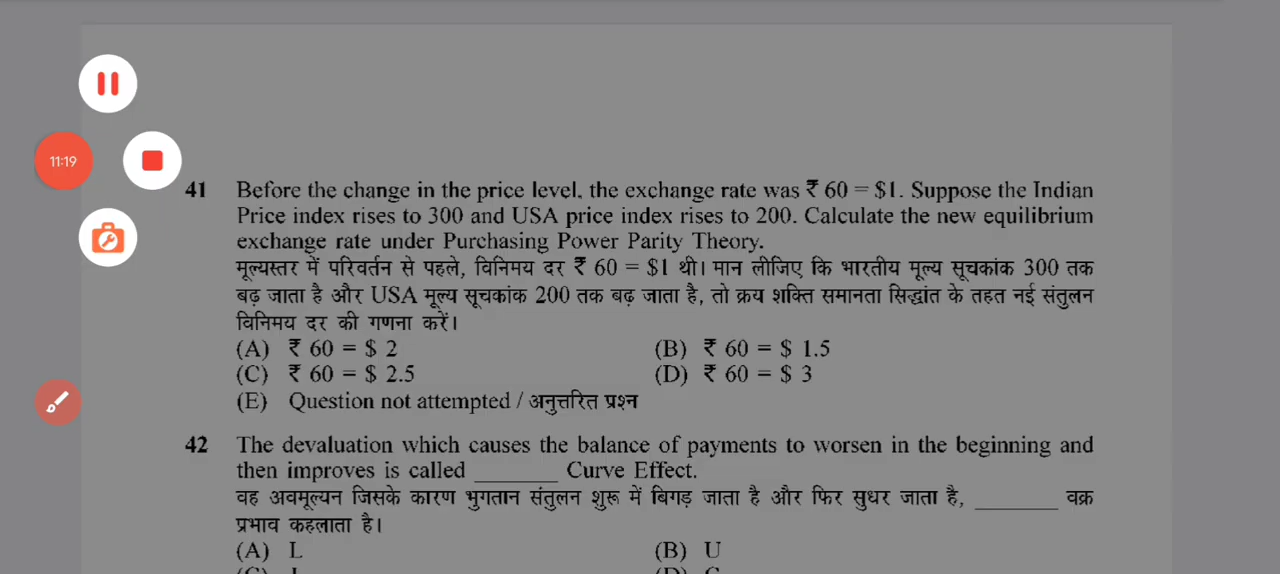 11:19
41 Before the change in the price level, the exchange rate was ₹ 60 = $1. Suppose the Indian
Price index rises to 300 and USA price index rises to 200. Calculate the new equilibrium
exchange rate under Purchasing Power Parity Theory.
मूल्यस्तर में परिवर्तन से पहले, विनिमय दर ₹ 60 = $1 थी। मान लीजिए कि भारतीय मूल्य सूचकांक 300 तक
बढ़ जाता है और USA मूल्य सूचकांक 200 तक बढ़ जाता है, तो क्रय शक्ति समानता सिद्धांत के तहत नई संतुलन
विनिमय दर की गणना करें।
(A) ₹ 60 = $ 2 (B) ₹ 60 = $ 1.5
(C) ₹ 60 = $ 2.5 (D) ₹ 60 = $ 3
(E) Question not attempted / अनुत्तरित प्रश्न
42 The devaluation which causes the balance of payments to worsen in the beginning and
then improves is called ______ Curve Effect.
वह अवमूल्यन जिसके कारण भुगतान संतुलन शुरू में बिगड़ जाता है और फिर सुधर जाता है, ______ वक्र
प्रभाव कहलाता है।
(A) L (B) U